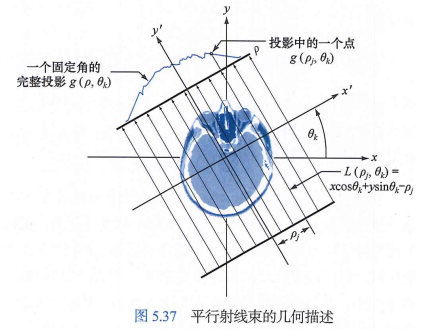 y
y′
投影中的一个点
g (ρj, θk)
ρ
一个固定角的
完整投影 g (ρ, θk)
x′
θk
x
L (ρj, θk) =
xcosθk+ysinθk-ρj
ρj
图 5.37 平行射线束的几何描述